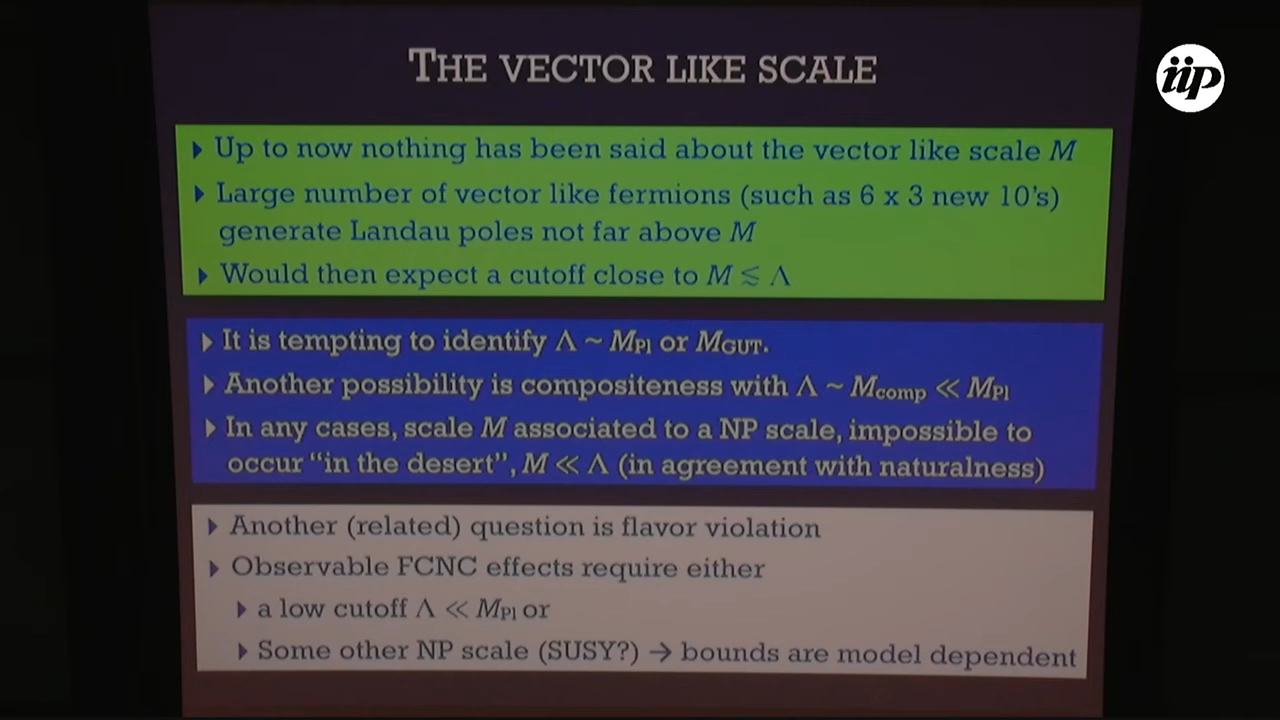 THE VECTOR LIKE SCALE
iip
Up to now nothing has been said about the vector like scale M
Large number of vector like fermions (such as 6 x 3 new 10's)
generate Landau poles not far above M
Would then expect a cutoff close to M ≲ Λ
It is tempting to identify Λ ~ MPl or MGUT.
Another possibility is compositeness with Λ ~ Mcomp ≪ MPl
In any cases, scale M associated to a NP scale, impossible to
occur "in the desert", M ≪ Λ (in agreement with naturalness)
Another (related) question is flavor violation
Observable FCNC effects require either
a low cutoff Λ ≪ MPl or
Some other NP scale (SUSY?) → bounds are model dependent